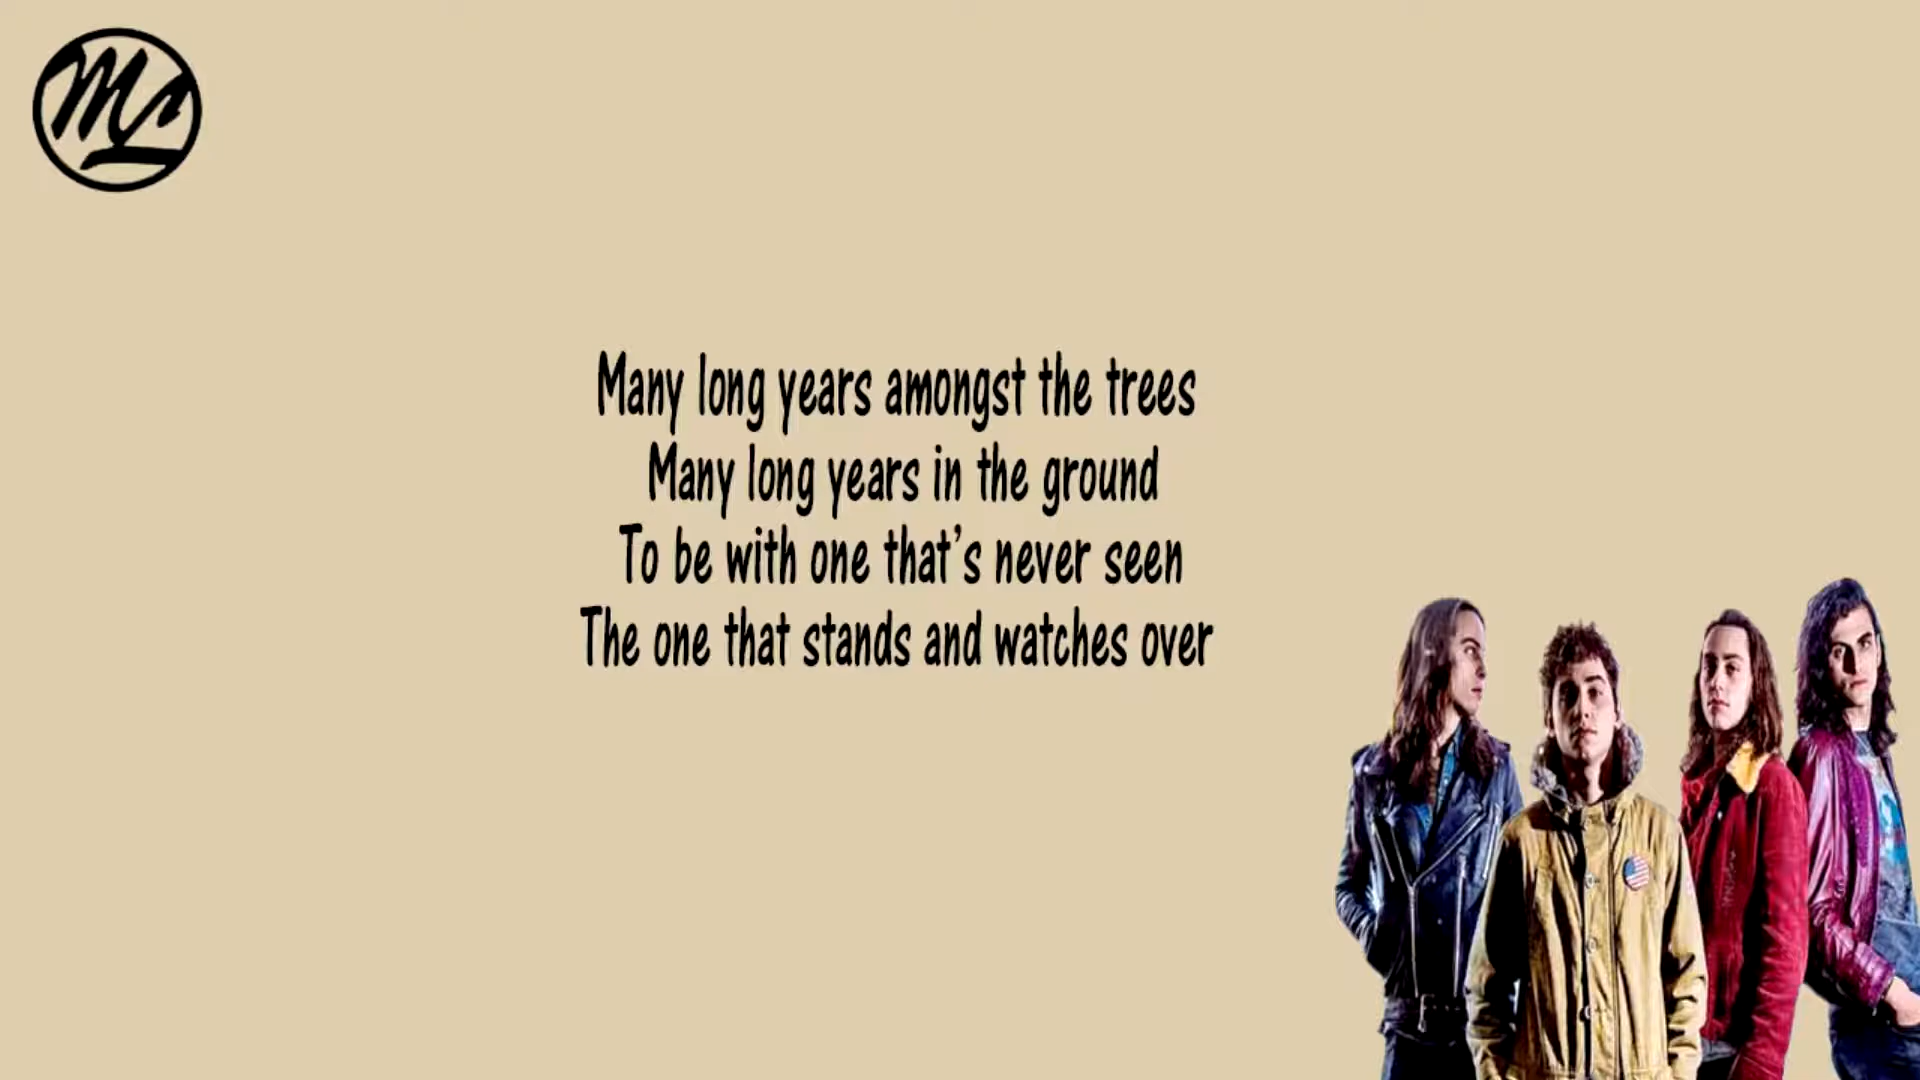 Many long years amongst the trees
Many long years in the ground
To be with one that's never seen
The one that stands and watches over